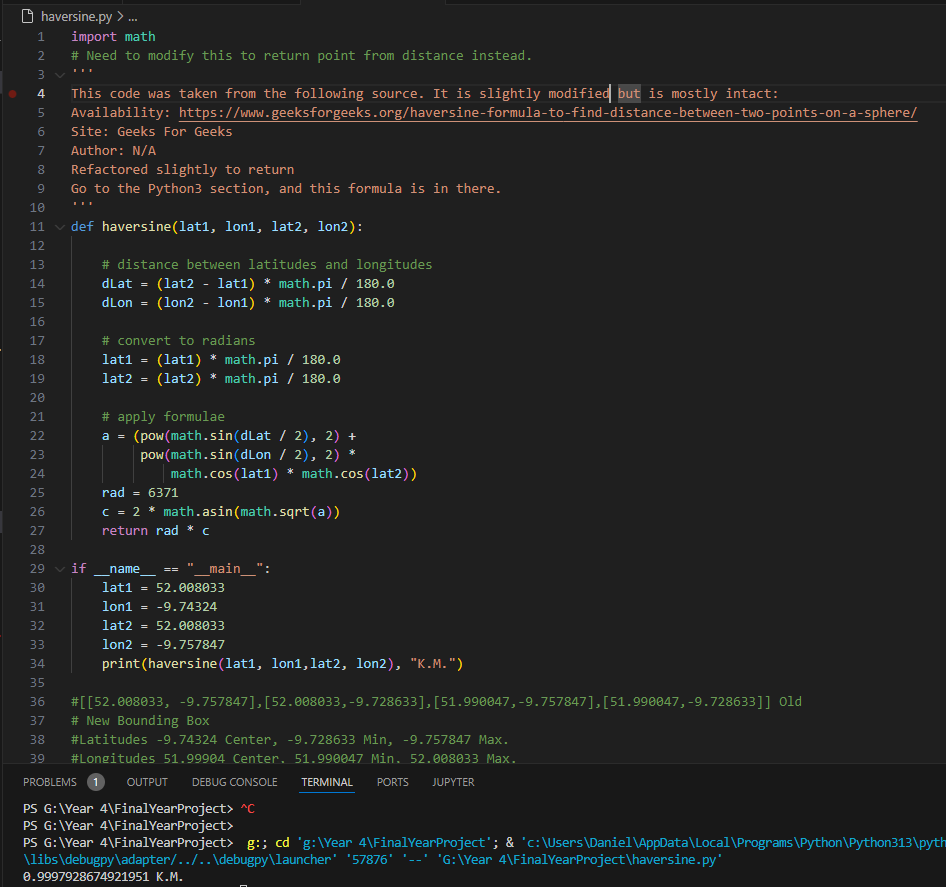 haversine.py > ...
1 import math
2 # Need to modify this to return point from distance instead.
3 '''
4 This code was taken from the following source. It is slightly modified but is mostly intact:
5 Availability: https://www.geeksforgeeks.org/haversine-formula-to-find-distance-between-two-points-on-a-sphere/
6 Site: Geeks For Geeks
7 Author: N/A
8 Refactored slightly to return
9 Go to the Python3 section, and this formula is in there.
10 '''
11 def haversine(lat1, lon1, lat2, lon2):
12
13     # distance between latitudes and longitudes
14     dLat = (lat2 - lat1) * math.pi / 180.0
15     dLon = (lon2 - lon1) * math.pi / 180.0
16
17     # convert to radians
18     lat1 = (lat1) * math.pi / 180.0
19     lat2 = (lat2) * math.pi / 180.0
20
21     # apply formulae
22     a = (pow(math.sin(dLat / 2), 2) +
23          pow(math.sin(dLon / 2), 2) *
24              math.cos(lat1) * math.cos(lat2))
25     rad = 6371
26     c = 2 * math.asin(math.sqrt(a))
27     return rad * c
28
29 if __name__ == "__main__":
30     lat1 = 52.008033
31     lon1 = -9.74324
32     lat2 = 52.008033
33     lon2 = -9.757847
34     print(haversine(lat1, lon1,lat2, lon2), "K.M.")
35
36 #[[52.008033, -9.757847],[52.008033,-9.728633],[51.990047,-9.757847],[51.990047,-9.728633]] Old
37 # New Bounding Box
38 #Latitudes -9.74324 Center, -9.728633 Min, -9.757847 Max.
39 #Longitudes 51.99904 Center, 51.990047 Min, 52.008033 Max.
PROBLEMS 1 OUTPUT DEBUG CONSOLE TERMINAL PORTS JUPYTER
PS G:\Year 4\FinalYearProject> ^C
PS G:\Year 4\FinalYearProject>
PS G:\Year 4\FinalYearProject>  g:; cd 'g:\Year 4\FinalYearProject'; & 'c:\Users\Daniel\AppData\Local\Programs\Python\Python313\pyth
\libs\debugpy\adapter/../..\debugpy\launcher' '57876' '--' 'G:\Year 4\FinalYearProject\haversine.py'
0.9997928674921951 K.M.